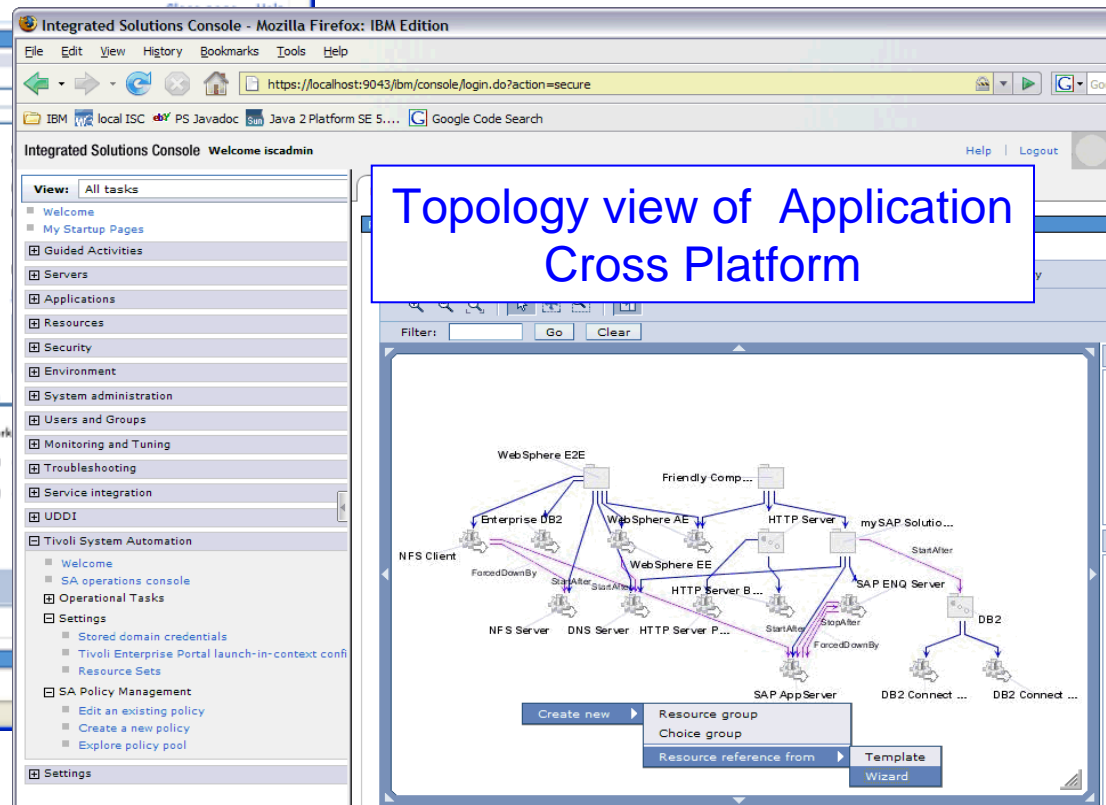 Integrated Solutions Console - Mozilla Firefox: IBM Edition
File Edit View History Bookmarks Tools Help
https://localhost:9043/ibm/console/login.do?action=secure
IBM local ISC PS Javadoc Java 2 Platform SE 5.... Google Code Search
Integrated Solutions Console Welcome iscadmin
Help | Logout
View: All tasks
Welcome
My Startup Pages
Guided Activities
Servers
Applications
Resources
Security
Environment
System administration
Users and Groups
Monitoring and Tuning
Troubleshooting
Service integration
UDDI
Tivoli System Automation
Welcome
SA operations console
Operational Tasks
Settings
Stored domain credentials
Tivoli Enterprise Portal launch-in-context confi
Resource Sets
SA Policy Management
Edit an existing policy
Create a new policy
Explore policy pool
Settings
Topology view of Application
Cross Platform
Filter: Go Clear
WebSphere E2E
Friendly Comp...
Enterprise DB2
WebSphere AE
HTTP Server
mySAP Solutio...
NFS Client
StartAfter
WebSphere EE
ForcedDownBy
StartAfter
StartAfter
HTTP Server B...
SAP ENQ Server
NFS Server
DNS Server
HTTP Server P...
StartAfter
StopAfter
DB2
ForcedDownBy
SAP AppServer
DB2 Connect ...
DB2 Connect ...
Create new
Resource group
Choice group
Resource reference from
Template
Wizard